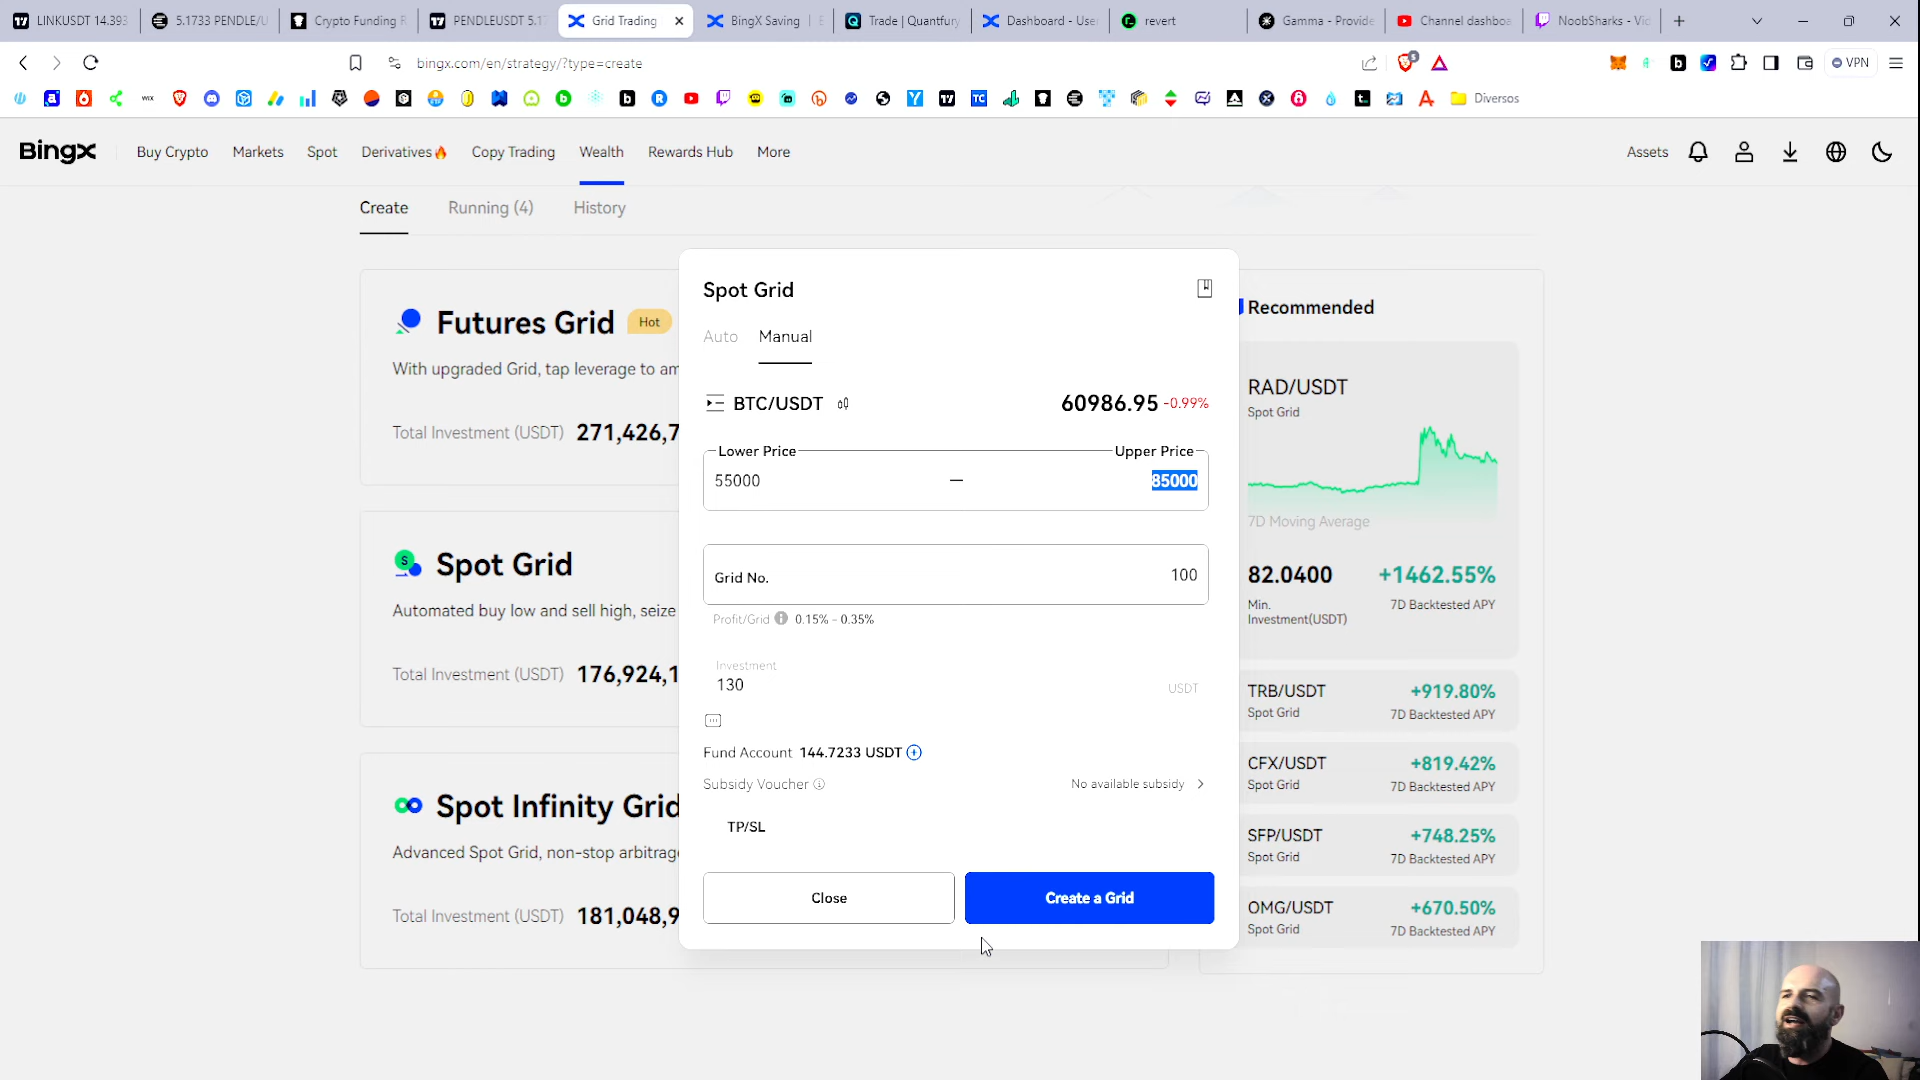 LINKUSDT 14.393
5.1733 PENDLE/U
Crypto Funding R
PENDLEUSDT 5.1
Grid Trading
BingX Saving
Trade | Quantfury
Dashboard - Use
revert
Gamma - Provide
Channel dashboa
NoobSharks - Vi
bingx.com/en/strategy/?type=create
VPN
Diversos
BingX
Buy Crypto
Markets
Spot
Derivatives
Copy Trading
Wealth
Rewards Hub
More
Assets
Create
Running (4)
History
Futures Grid
Hot
With upgraded Grid, tap leverage to am
Total Investment (USDT) 271,426,7
Spot Grid
Automated buy low and sell high, seize
Total Investment (USDT) 176,924,1
Spot Infinity Grid
Advanced Spot Grid, non-stop arbitrage
Total Investment (USDT) 181,048,9
Spot Grid
Auto
Manual
BTC/USDT
60986.95 -0.99%
Lower Price
Upper Price
55000
—
85000
Grid No.
100
Profit/Grid
0.15% - 0.35%
Investment
130
USDT
Fund Account 144.7233 USDT
Subsidy Voucher
No available subsidy
TP/SL
Close
Create a Grid
Recommended
RAD/USDT
Spot Grid
7D Moving Average
82.0400
+1462.55%
Min.
Investment(USDT)
7D Backtested APY
TRB/USDT
+919.80%
Spot Grid
7D Backtested APY
CFX/USDT
+819.42%
Spot Grid
7D Backtested APY
SFP/USDT
+748.25%
Spot Grid
7D Backtested APY
OMG/USDT
+670.50%
Spot Grid
7D Backtested APY